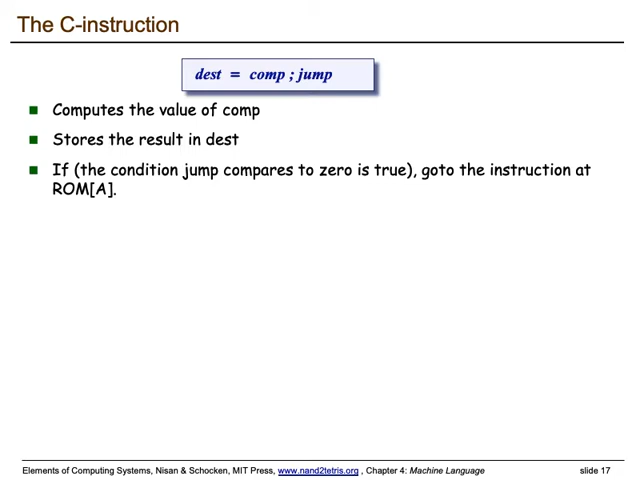 The C-instruction
dest = comp ; jump
Computes the value of comp
Stores the result in dest
If (the condition jump compares to zero is true), goto the instruction at
ROM[A].
Elements of Computing Systems, Nisan & Schocken, MIT Press, www.nand2tetris.org , Chapter 4: Machine Language slide 17